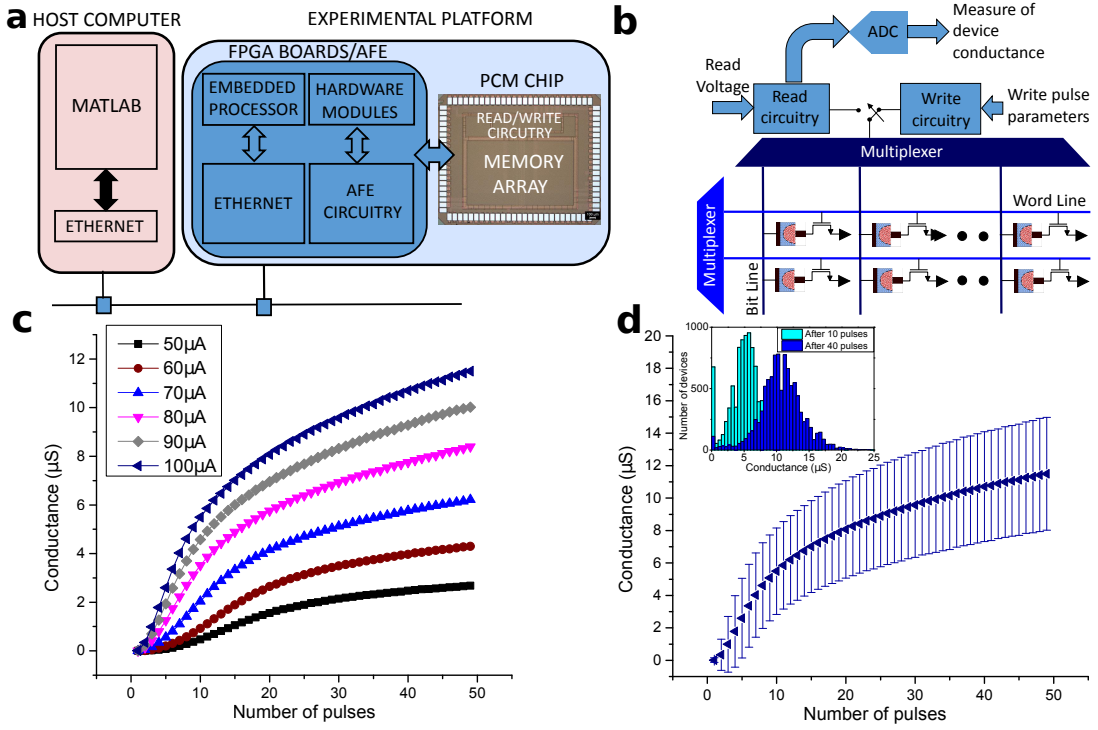 a
HOST COMPUTER
MATLAB
ETHERNET
EXPERIMENTAL PLATFORM
FPGA BOARDS/AFE
EMBEDDED
PROCESSOR
HARDWARE
MODULES
ETHERNET
AFE
CIRCUITRY
PCM CHIP
READ/WRITE
CIRCUTRY
MEMORY
ARRAY
b
ADC
Measure of
device
conductance
Read
Voltage
Read
circuitry
Write
circuitry
Write pulse
parameters
Multiplexer
Multiplexer
Word Line
Bit Line
c
50µA
60µA
70µA
80µA
90µA
100µA
Conductance (µS)
12
10
8
6
4
2
0
0 10 20 30 40 50
Number of pulses
d
After 10 pulses
After 40 pulses
Number of devices
1000
500
0
0 5 10 15 20 25
Conductance (µS)
Conductance (µS)
20
18
16
14
12
10
8
6
4
2
0
0 10 20 30 40 50
Number of pulses